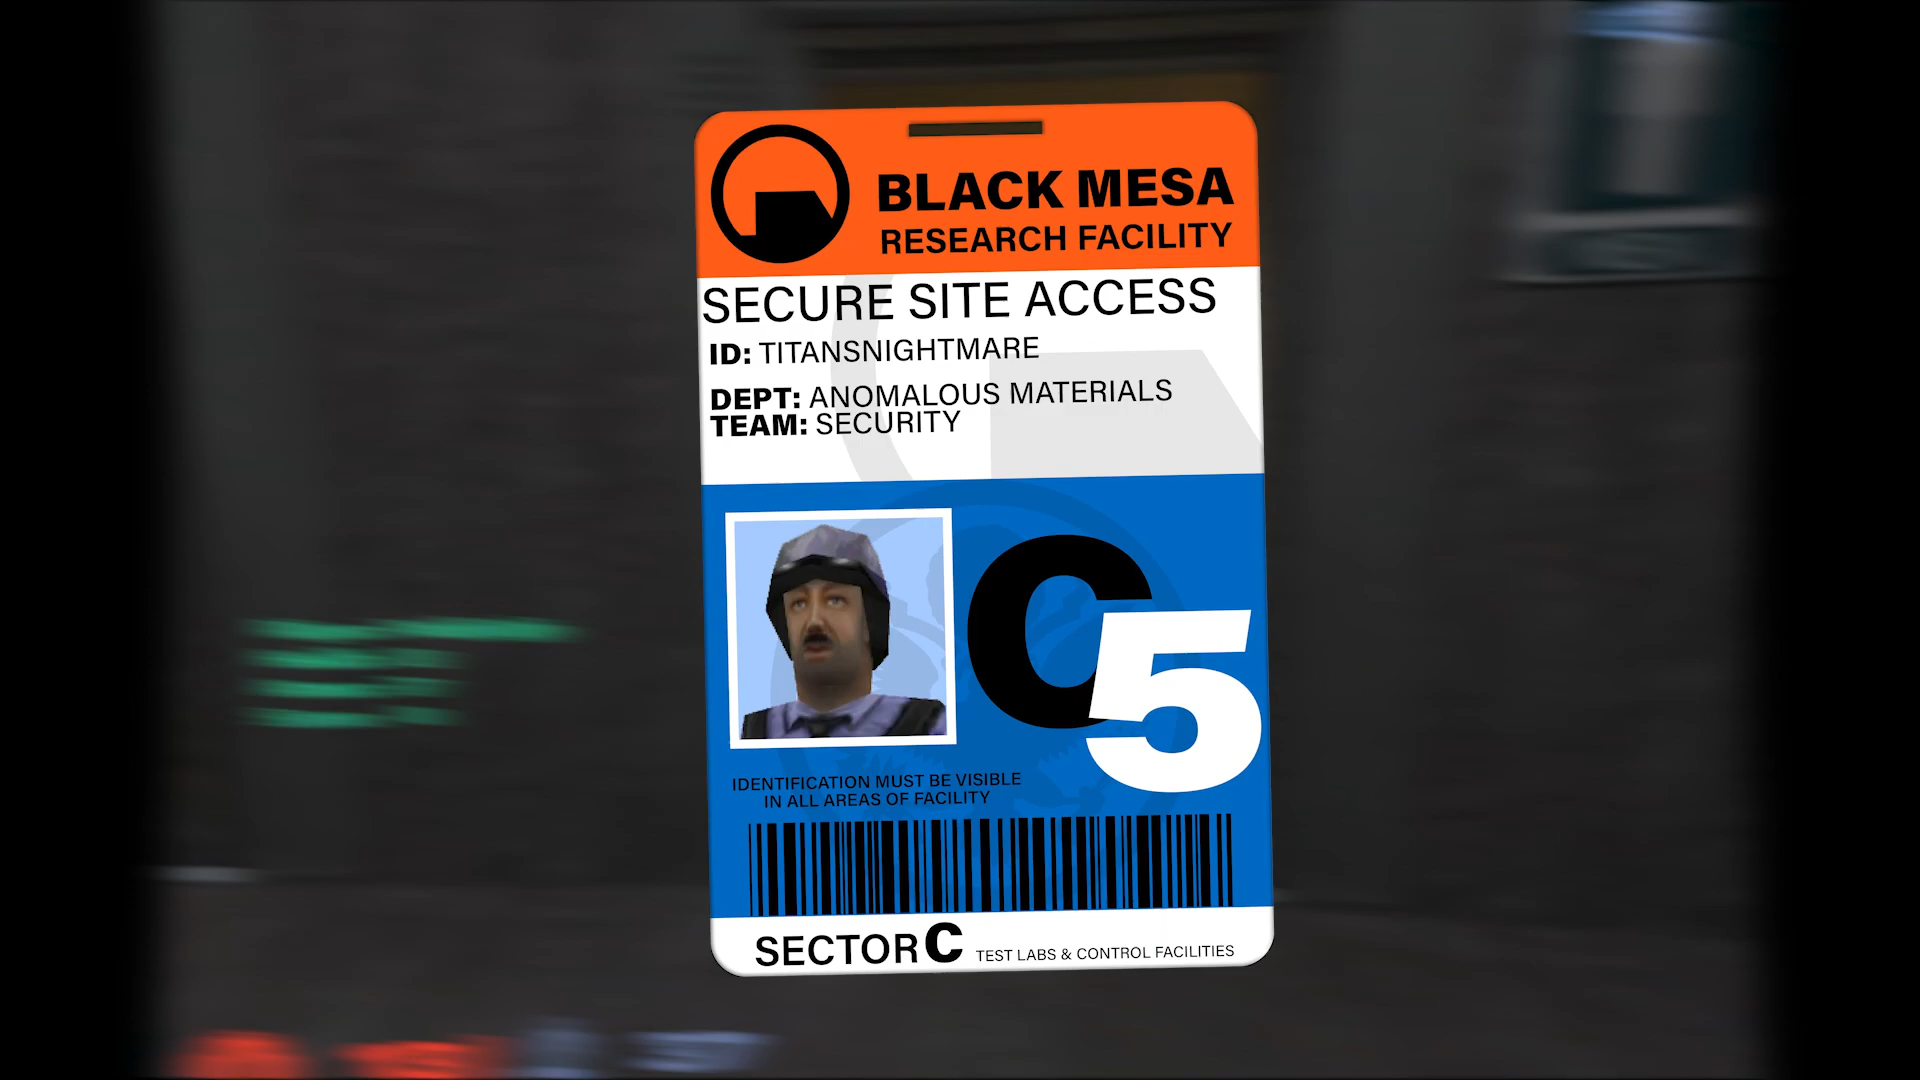 BLACK MESA
RESEARCH FACILITY
SECURE SITE ACCESS
ID: TITANSNIGHTMARE
DEPT: ANOMALOUS MATERIALS
TEAM: SECURITY
C5
IDENTIFICATION MUST BE VISIBLE
IN ALL AREAS OF FACILITY
SECTOR C TEST LABS & CONTROL FACILITIES